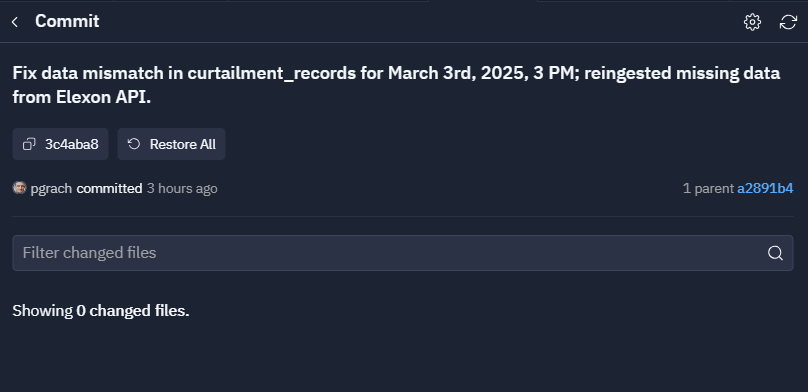 Commit
Fix data mismatch in curtailment_records for March 3rd, 2025, 3 PM; reingested missing data
from Elexon API.
3c4aba8 Restore All
pgrach committed 3 hours ago 1 parent a2891b4
Filter changed files
Showing 0 changed files.